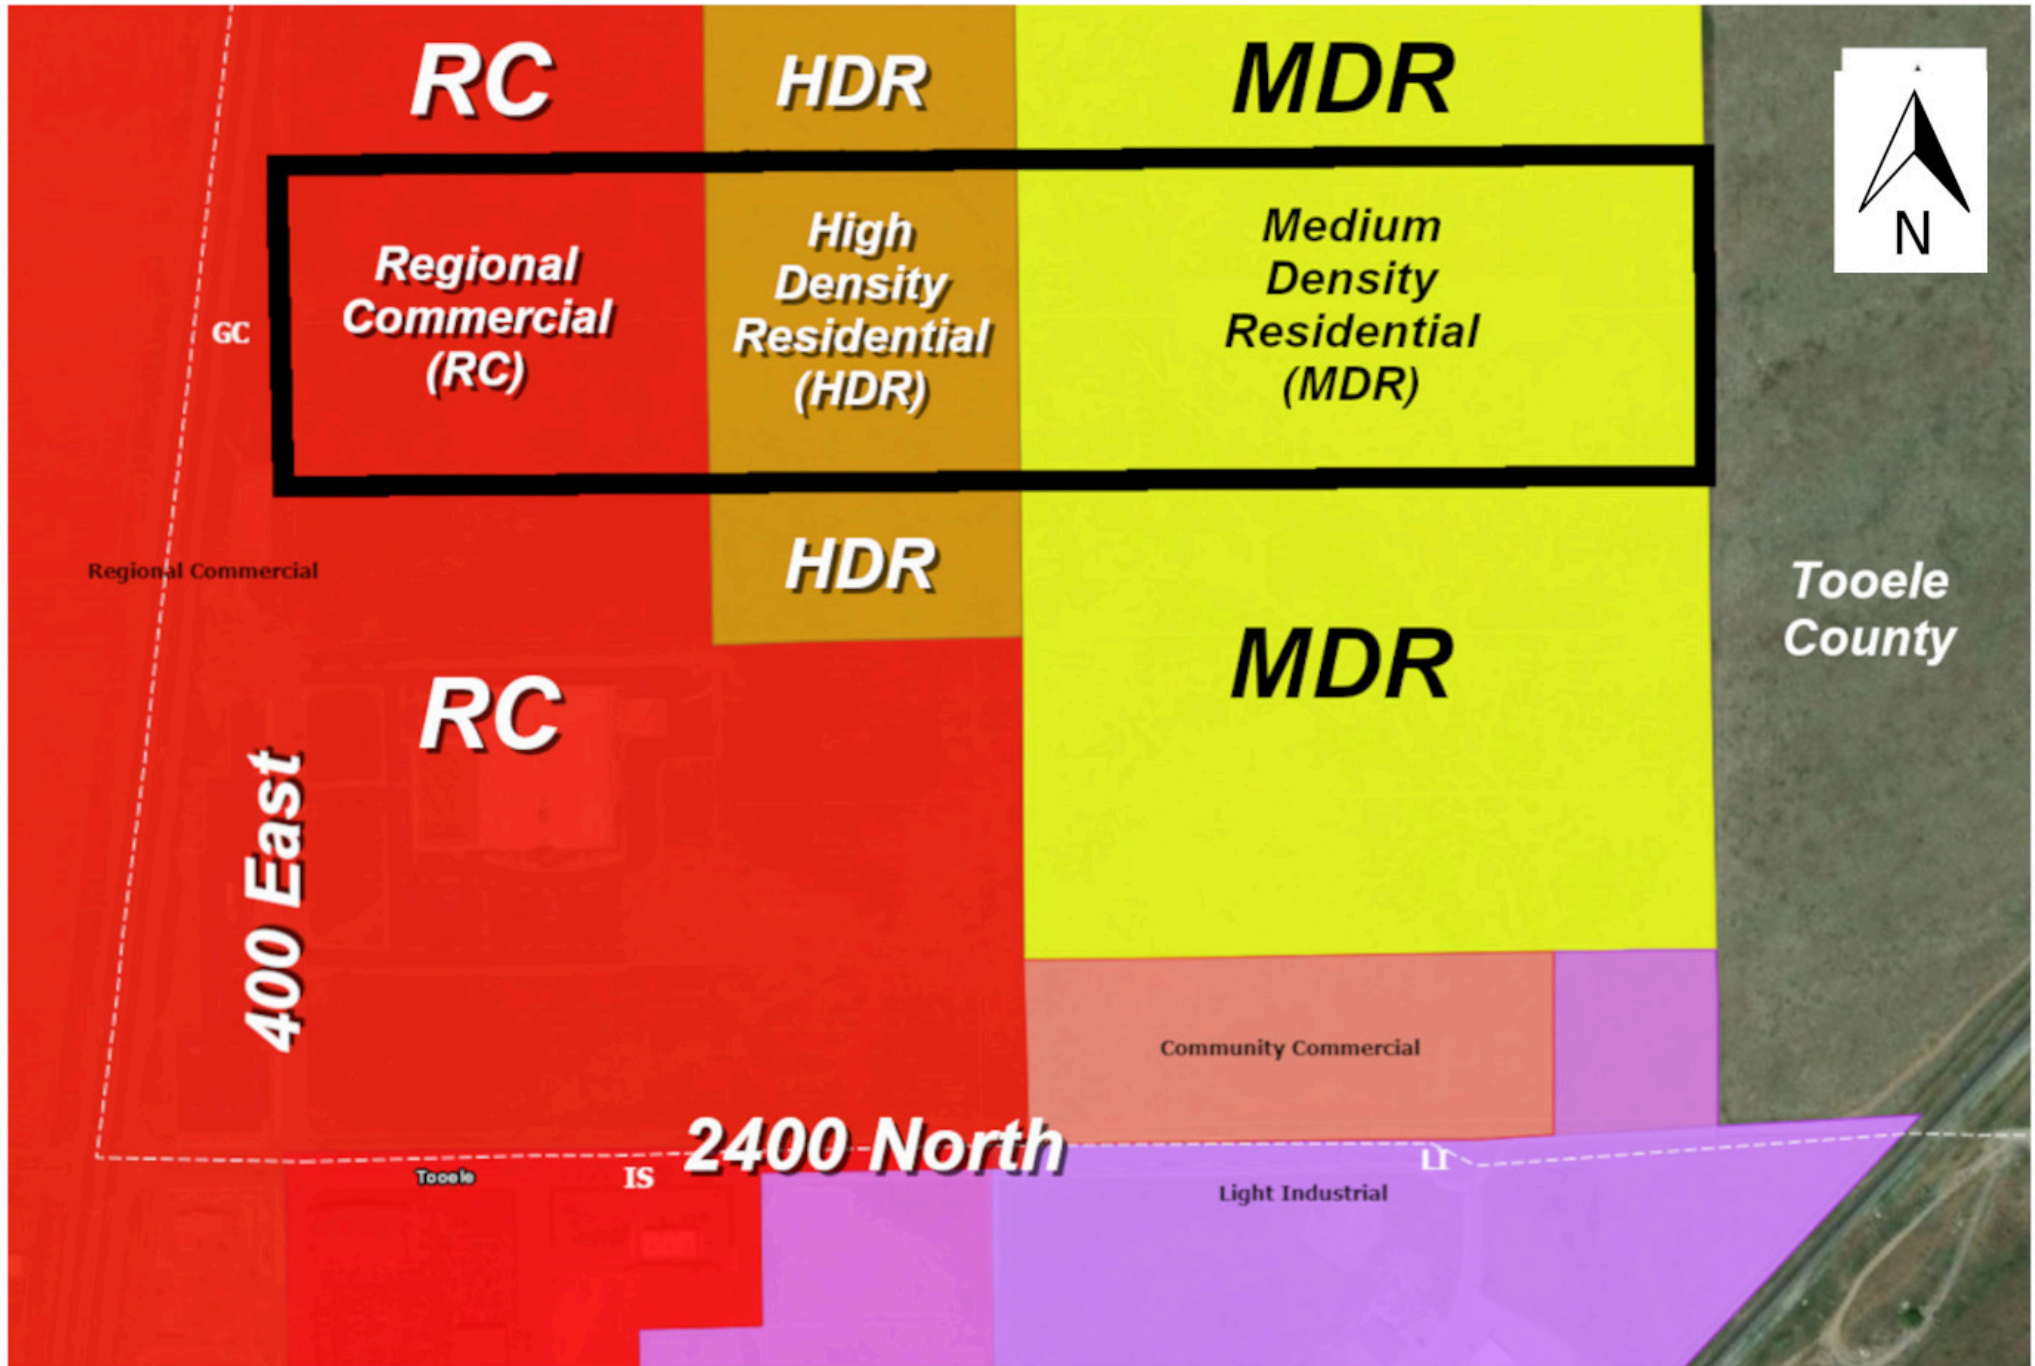 RC
HDR
MDR
N
Regional
Commercial
(RC)
High
Density
Residential
(HDR)
Medium
Density
Residential
(MDR)
GC
HDR
Regional Commercial
Tooele
County
RC
MDR
400 East
Community Commercial
2400 North
Tooele
IS
LI
Light Industrial